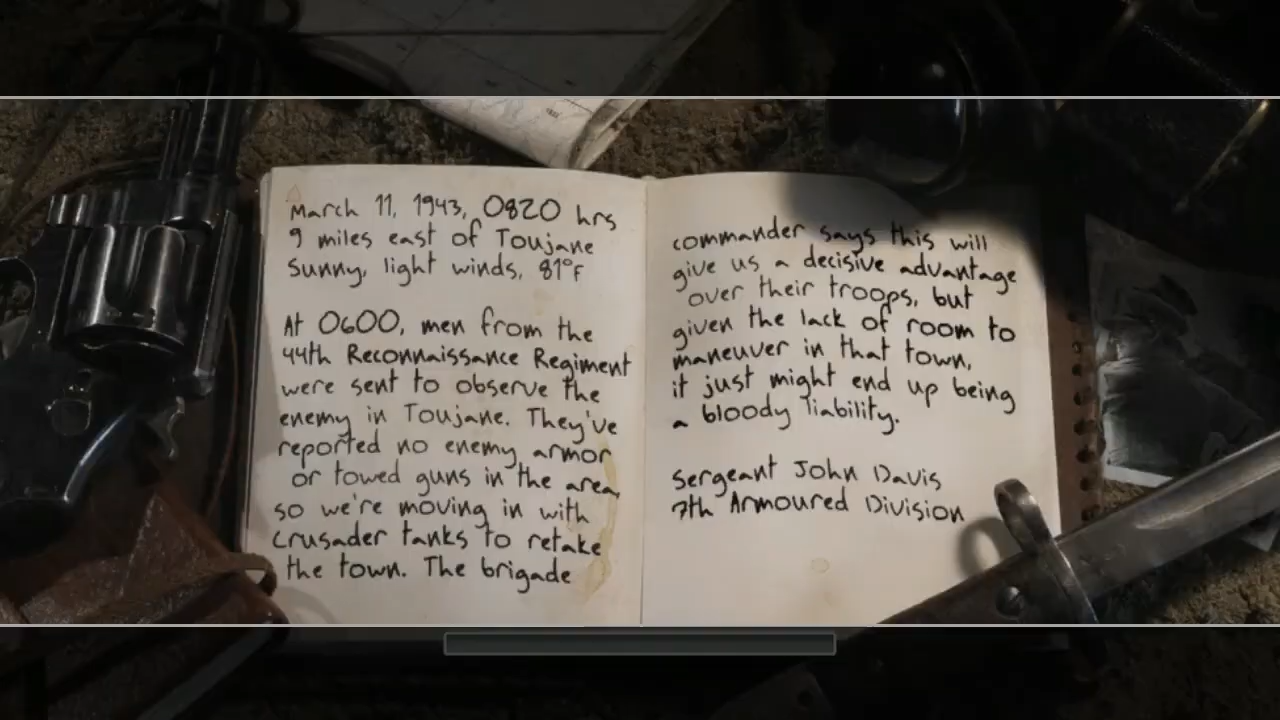 March 11, 1943, 0820 hrs
9 miles east of Toujane
Sunny, light winds, 81°F
At 0600, men from the
44th Reconnaissance Regiment
were sent to observe the
enemy in Toujane. They've
reported no enemy armor
or towed guns in the area,
so we're moving in with
Crusader tanks to retake
the town. The brigade
commander says this will
give us a decisive advantage
over their troops, but
given the lack of room to
maneuver in that town,
it just might end up being
a bloody liability.
Sergeant John Davis
7th Armoured Division